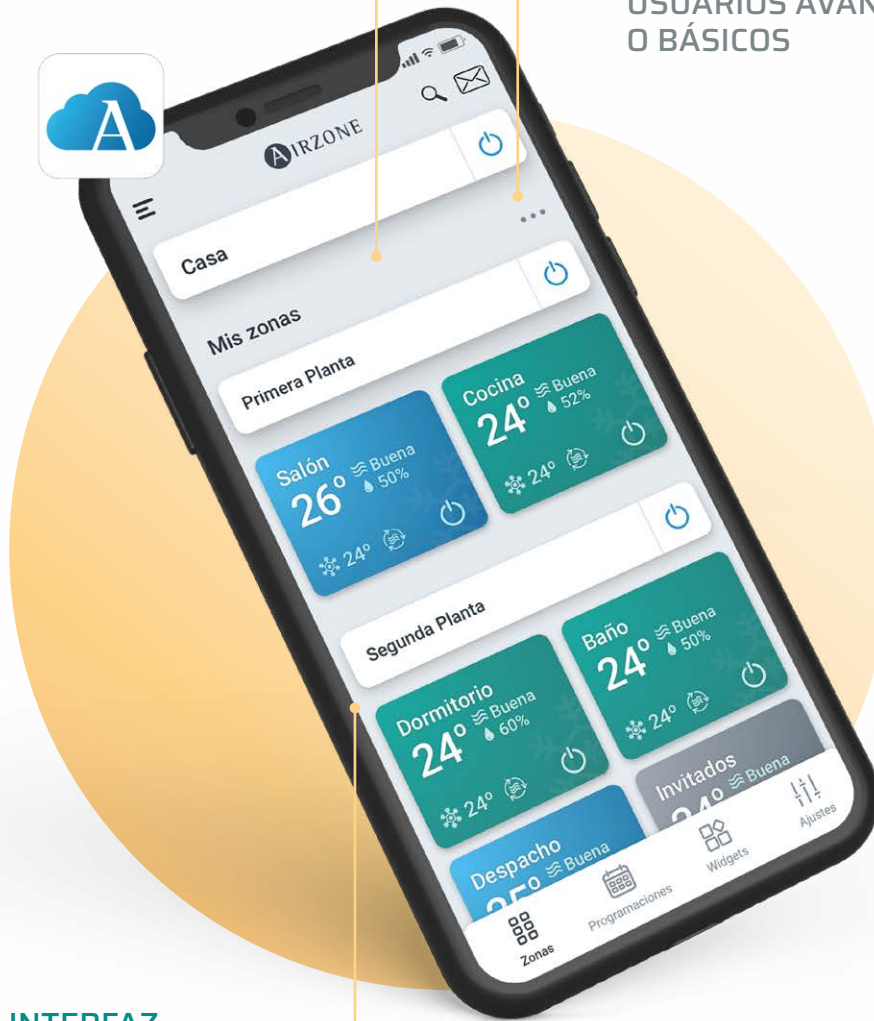 USUARIOS
O BÁSICOS
A
AIRZONE
Casa
Mis zonas
Primera Planta
Salón
26º Buena
50%
24º
Cocina
24º Buena
52%
24º
Segunda Planta
Dormitorio
24º Buena
60%
24º
Baño
24º Buena
50%
24º
Despacho
25º Buena
Invitados
24º Buena
Zonas
Programaciones
Widgets
Ajustes
INTERFAZ